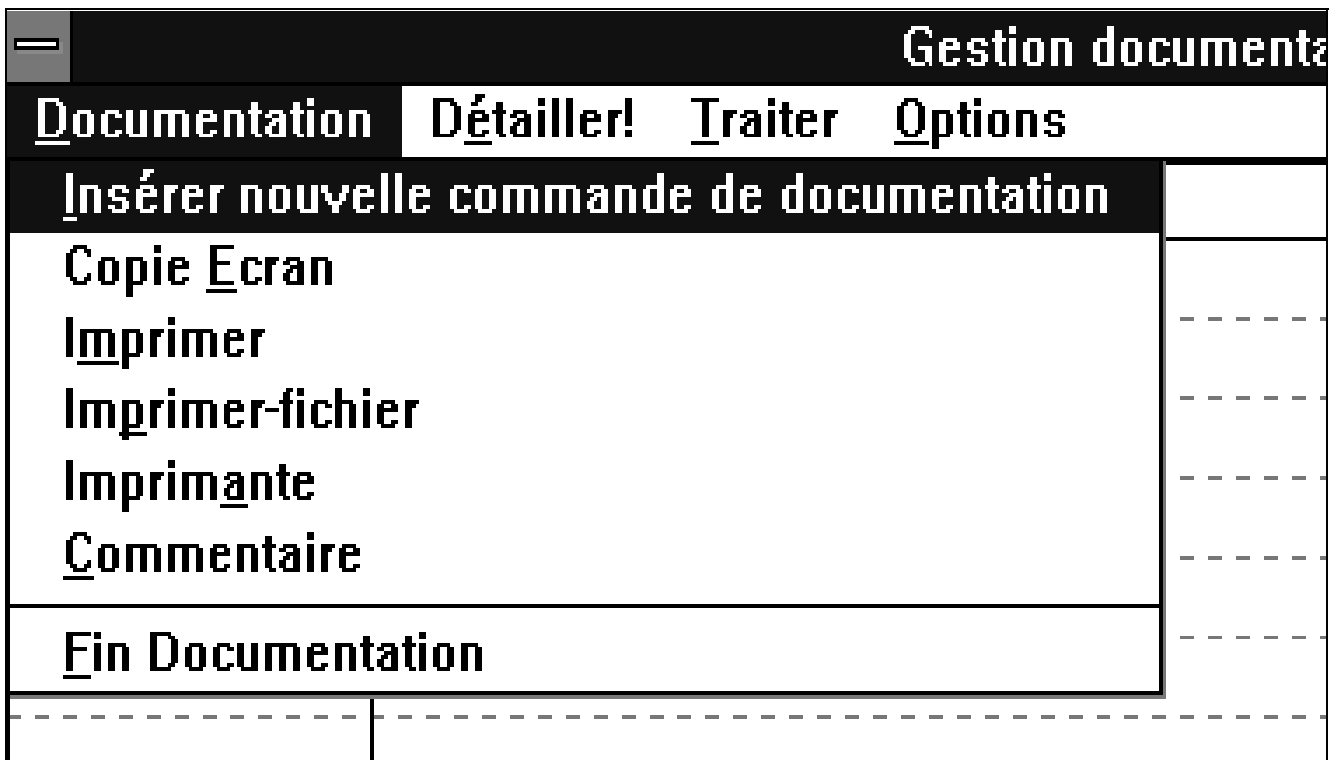 Gestion documenta
Documentation Détailler! Traiter Options
Insérer nouvelle commande de documentation
Copie Ecran
Imprimer
Imprimer-fichier
Imprimante
Commentaire
Fin Documentation